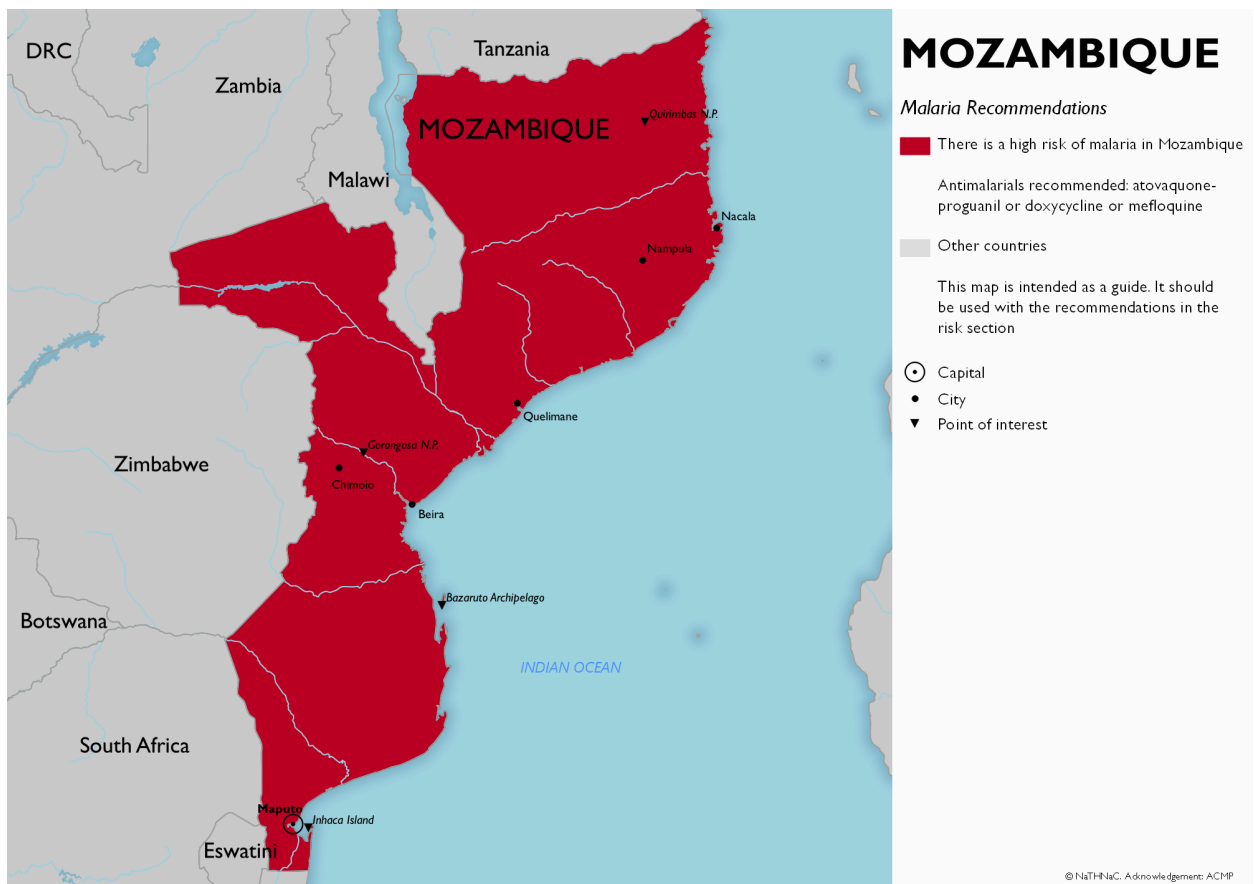 DRC
Zambia
Tanzania
MOZAMBIQUE
Quirimbas N.P.
Malawi
Nacala
Nampula
Quelimane
Gorongosa N.P.
Zimbabwe
Chimoio
Beira
Bazaruto Archipelago
Botswana
INDIAN OCEAN
South Africa
Maputo
Inhaca Island
Eswatini
MOZAMBIQUE
Malaria Recommendations
There is a high risk of malaria in Mozambique
Antimalarials recommended: atovaquone-
proguanil or doxycycline or mefloquine
Other countries
This map is intended as a guide. It should
be used with the recommendations in the
risk section
Capital
City
Point of interest
© NaTHNaC. Acknowledgement: ACMP